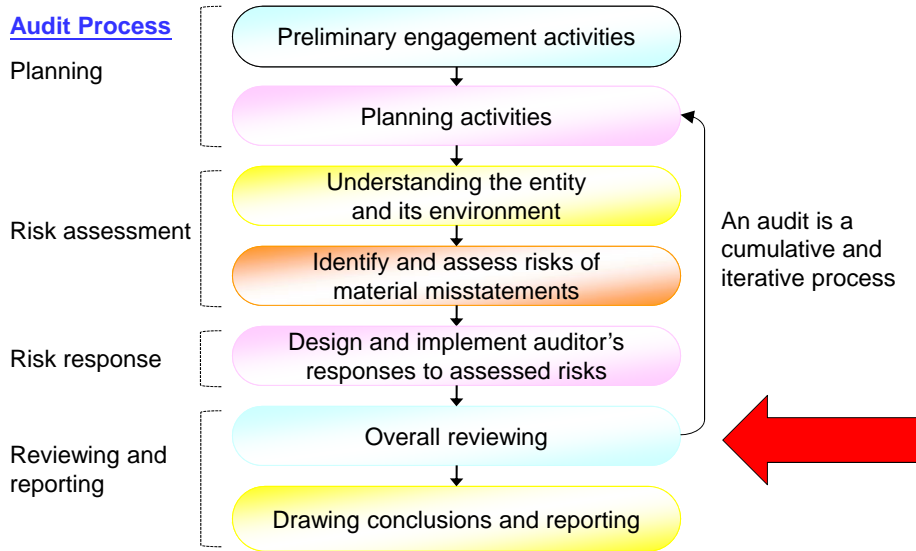 Audit Process
Planning
Preliminary engagement activities
Planning activities
Risk assessment
Understanding the entity
and its environment
Identify and assess risks of
material misstatements
An audit is a
cumulative and
iterative process
Risk response
Design and implement auditor's
responses to assessed risks
Reviewing and
reporting
Overall reviewing
Drawing conclusions and reporting